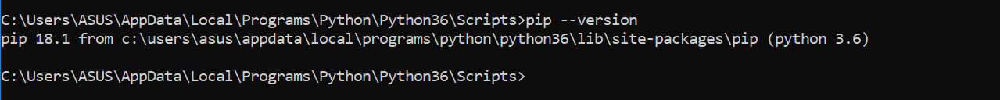 C:\Users\ASUS\AppData\Local\Programs\Python\Python36\Scripts>pip --version
pip 18.1 from c:\users\asus\appdata\local\programs\python\python36\lib\site-packages\pip (python 3.6)
C:\Users\ASUS\AppData\Local\Programs\Python\Python36\Scripts>